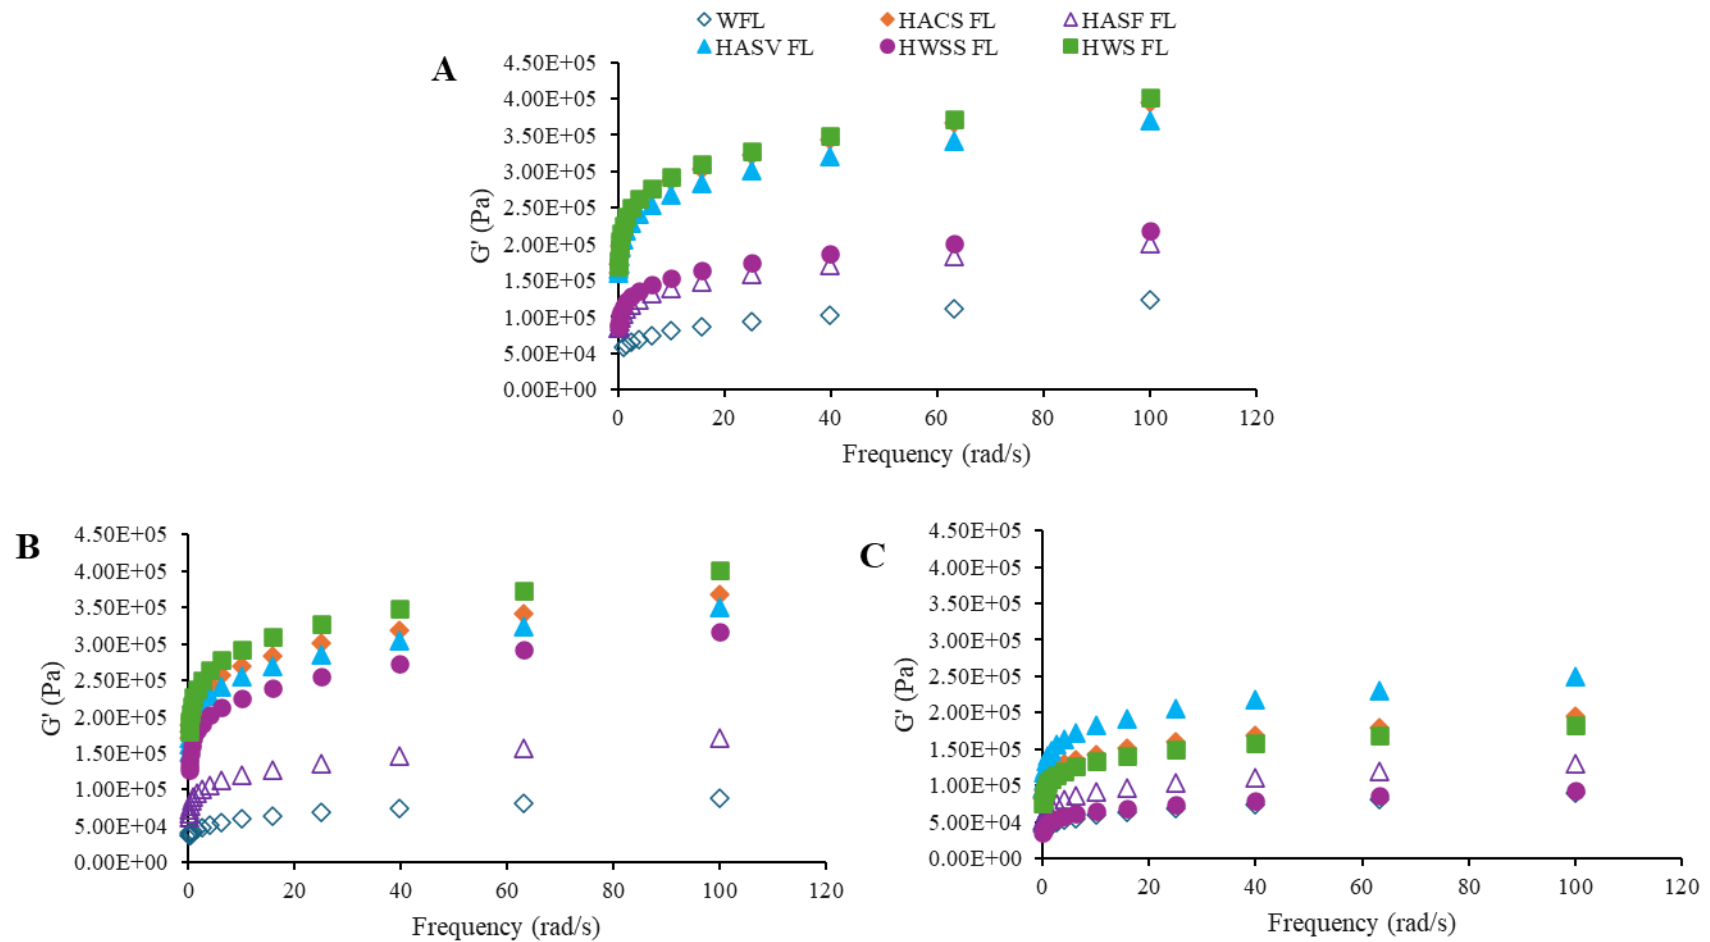 WFL HACS FL HASF FL
HASV FL HWSS FL HWS FL
A
4.50E+05
4.00E+05
3.50E+05
3.00E+05
2.50E+05
2.00E+05
1.50E+05
1.00E+05
5.00E+04
0.00E+00
G' (Pa)
0 20 40 60 80 100 120
Frequency (rad/s)
B
4.50E+05
4.00E+05
3.50E+05
3.00E+05
2.50E+05
2.00E+05
1.50E+05
1.00E+05
5.00E+04
0.00E+00
G' (Pa)
0 20 40 60 80 100 120
Frequency (rad/s)
C
4.50E+05
4.00E+05
3.50E+05
3.00E+05
2.50E+05
2.00E+05
1.50E+05
1.00E+05
5.00E+04
0.00E+00
G' (Pa)
0 20 40 60 80 100 120
Frequency (rad/s)